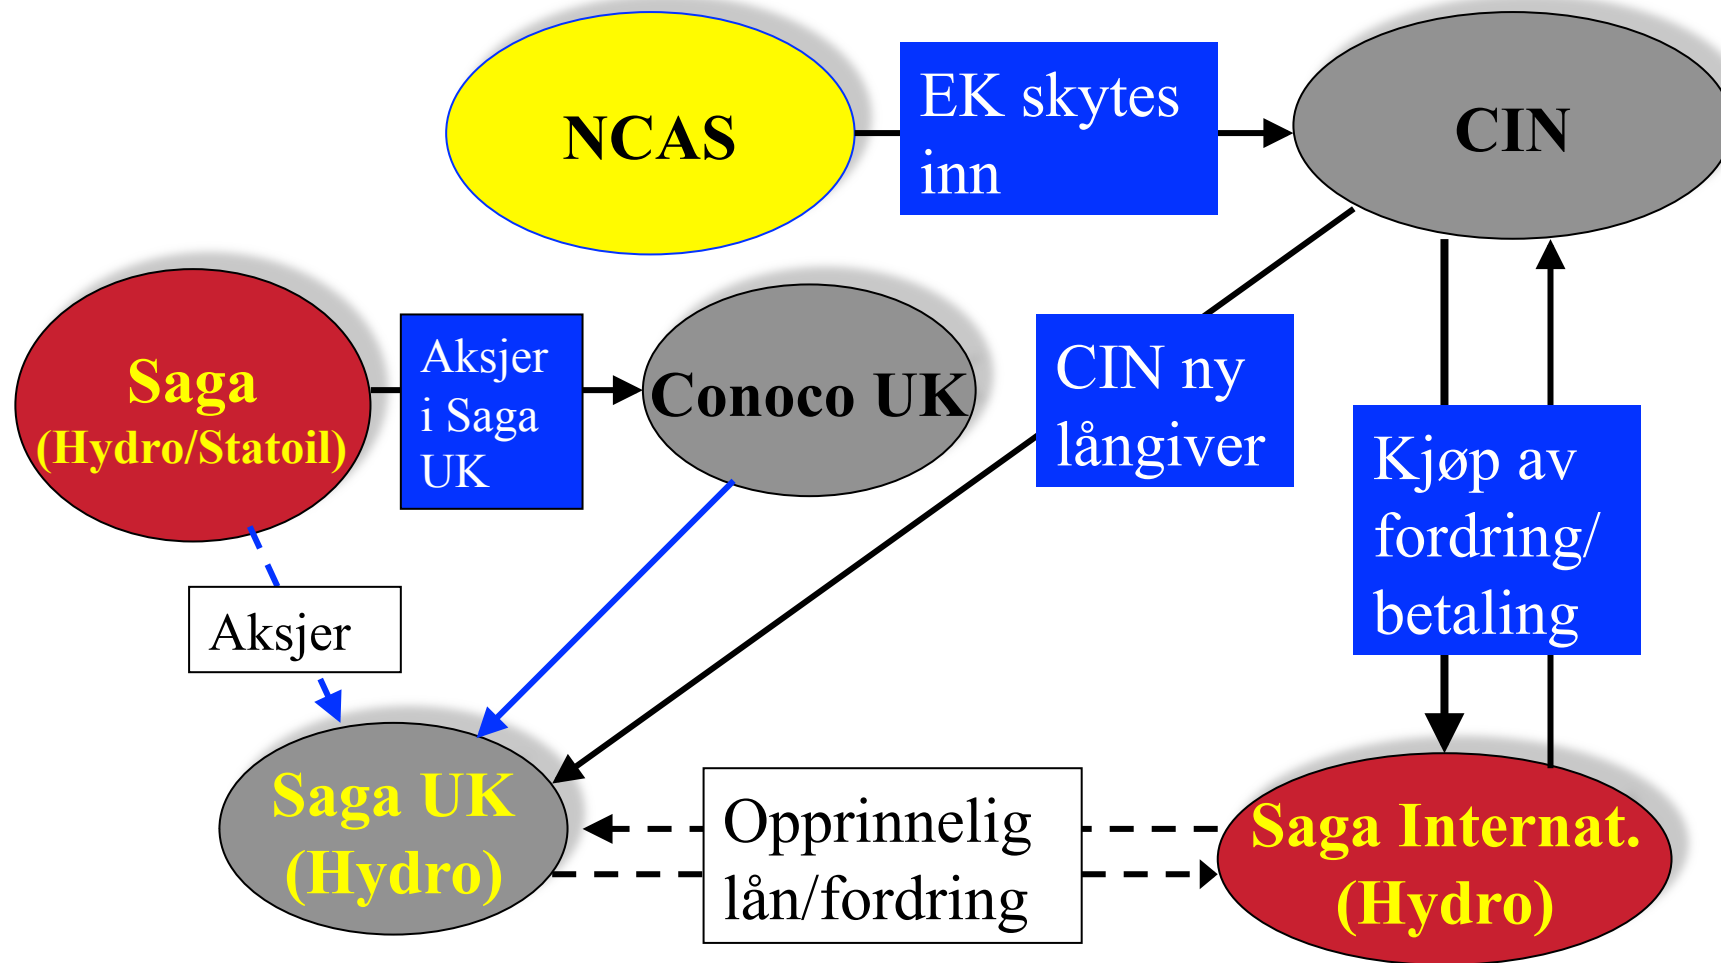 NCAS
EK skytes
inn
CIN
Saga
(Hydro/Statoil)
Aksjer
i Saga
UK
Conoco UK
CIN ny
långiver
Kjøp av
fordring/
betaling
Aksjer
Saga UK
(Hydro)
Opprinnelig
lån/fordring
Saga Internat.
(Hydro)